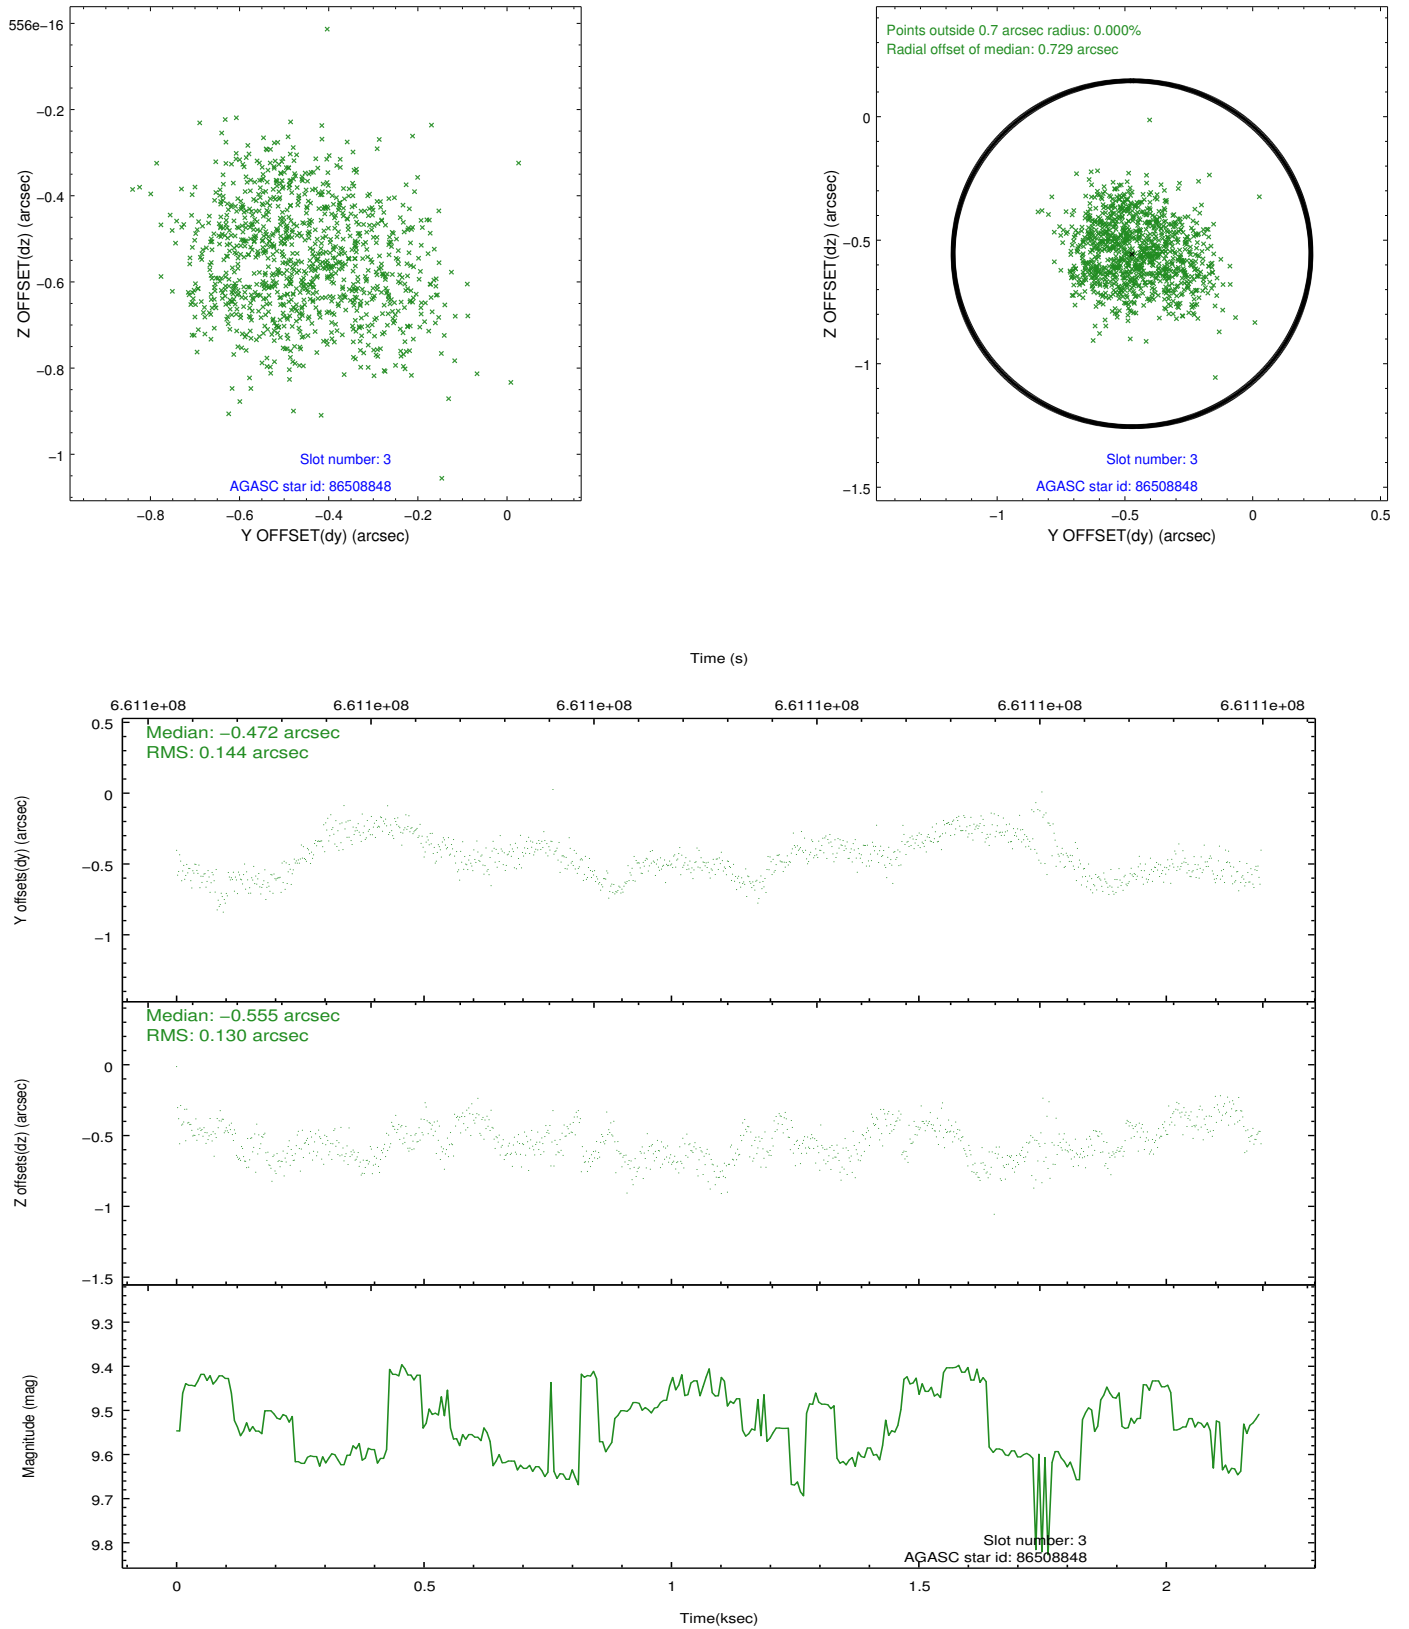 556e−16
−0.2
−0.4
−0.6
−0.8
−1
Z OFFSET(dz) (arcsec)
Slot number: 3
AGASC star id: 86508848
−0.8 −0.6 −0.4 −0.2 0
Y OFFSET(dy) (arcsec)
Points outside 0.7 arcsec radius: 0.000%
Radial offset of median: 0.729 arcsec
0
−0.5
−1
−1.5
Z OFFSET(dz) (arcsec)
Slot number: 3
AGASC star id: 86508848
−1 −0.5 0 0.5
Y OFFSET(dy) (arcsec)
Time (s)
6.611e+08 6.611e+08 6.611e+08 6.6111e+08 6.6111e+08 6.6111e+08
Median: −0.472 arcsec
RMS: 0.144 arcsec
0.5
0
−0.5
−1
Y offsets(dy) (arcsec)
Median: −0.555 arcsec
RMS: 0.130 arcsec
0
−0.5
−1
−1.5
Z offsets(dz) (arcsec)
9.3
9.4
9.5
9.6
9.7
9.8
Magnitude (mag)
Slot number: 3
AGASC star id: 86508848
0 0.5 1 1.5 2
Time(ksec)